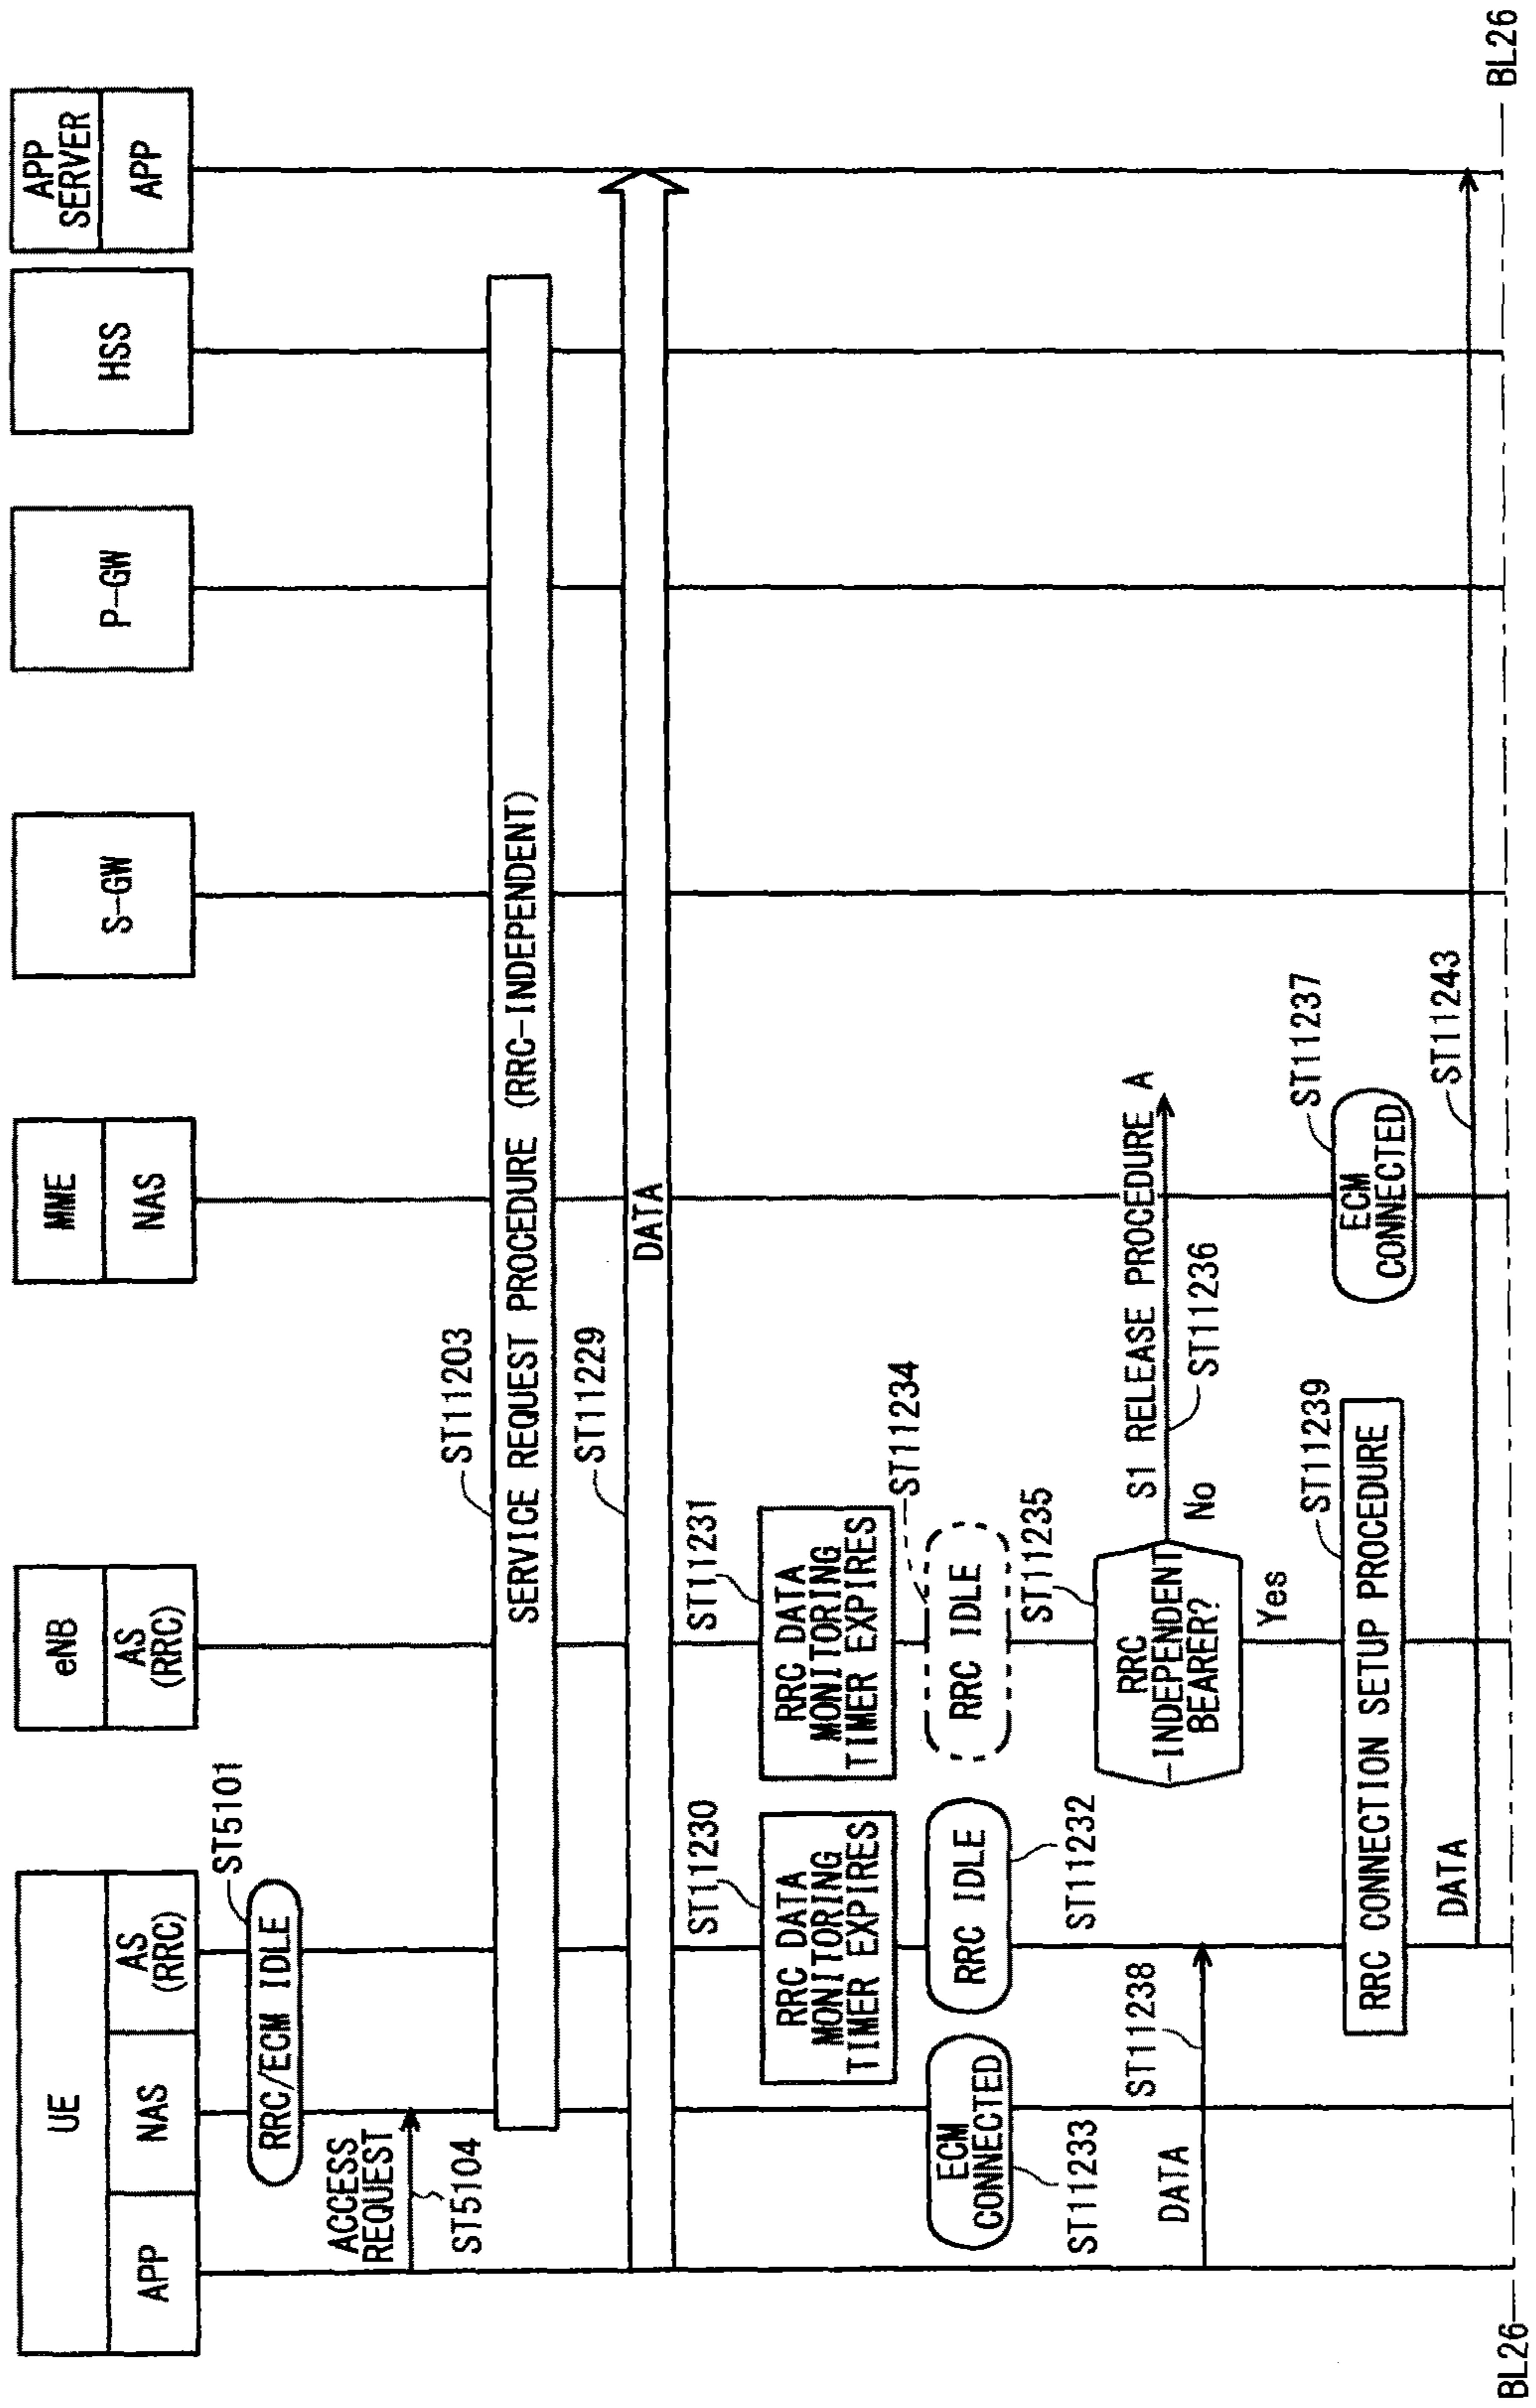 UE
APP
NAS
AS
(RRC)
eNB
AS
(RRC)
MME
NAS
S-GW
P-GW
HSS
APP
SERVER
APP
RRC/ECM IDLE
ST5101
ACCESS
REQUEST
ST5104
ST11203
SERVICE REQUEST PROCEDURE (RRC-INDEPENDENT)
ST11229
DATA
ST11230
RRC DATA
MONITORING
TIMER EXPIRES
ST11231
RRC DATA
MONITORING
TIMER EXPIRES
ECM
CONNECTED
ST11233
RRC IDLE
ST11232
RRC IDLE
ST11234
ST11235
RRC
-INDEPENDENT
BEARER?
S1 RELEASE PROCEDURE A
No
ST11236
Yes
DATA
ST11238
ST11237
ECM
CONNECTED
ST11239
RRC CONNECTION SETUP PROCEDURE
DATA
ST11243
BL26
BL26